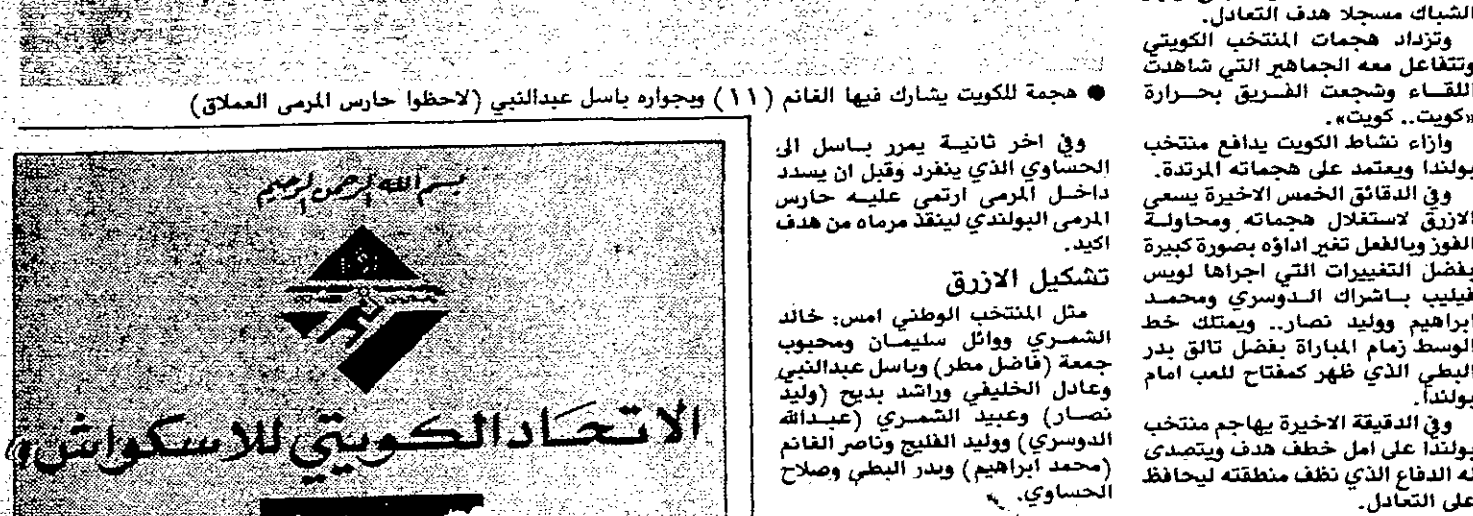 الشباك مسجلا هدف التعادل.
وتزداد هجمات المنتخب الكويتي
وتتفاعل معه الجماهير التي شاهدت
اللقاء وشجعت الفريق بحرارة
«كويت.. كويت».
وازاء نشاط الكويت يدافع منتخب
بولندا ويعتمد على هجماته المرتدة.
وفي الدقائق الخمس الاخيرة يسعى
الازرق لاستغلال هجماته ومحاولة
الفوز وبالفعل تغير اداؤه بصورة كبيرة
بفضل التغييرات التي اجراها لويس
فيليب باشراك الدوسري ومحمد
ابراهيم ووليد نصار.. ويمتلك خط
الوسط زمام المباراة بفضل تالق بدر
البطي الذي ظهر كمفتاح للعب امام
بولندا.
وفي الدقيقة الاخيرة يهاجم منتخب
بولندا على امل خطف هدف ويتصدى
له الدفاع الذي نظف منطقته ليحافظ
على التعادل.
● هجمة للكويت يشارك فيها الغانم (١١) وبجواره باسل عبدالنبي (لاحظوا حارس المرمى العملاق)
وفي اخر ثانية يمرر باسل الى
الحساوي الذي ينفرد وقبل ان يسدد
داخل المرمى ارتمى عليه حارس
المرمى البولندي لينقذ مرماه من هدف
اكيد.
تشكيل الازرق
مثل المنتخب الوطني امس: خالد
الشمري ووائل سليمان ومحبوب
جمعة (فاضل مطر) وباسل عبدالنبي
وعادل الخليفي وراشد بديح (وليد
نصار) وعبيد الشمري (عبدالله
الدوسري) ووليد الفليج وناصر الغانم
(محمد ابراهيم) وبدر البطي وصلاح
الحساوي.
بسم الله الرحمن الرحيم
الاتحاد الكويتي للاسكواش و